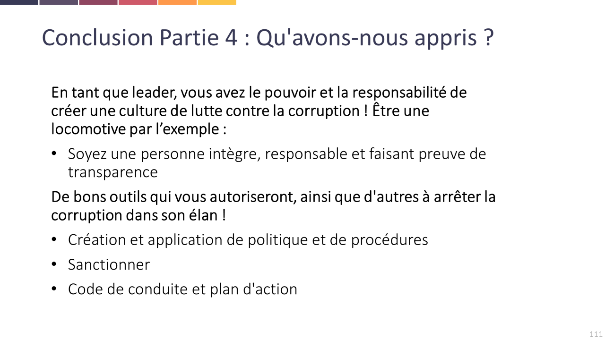 Conclusion Partie 4 : Qu'avons-nous appris ?
En tant que leader, vous avez le pouvoir et la responsabilité de
créer une culture de lutte contre la corruption ! Être une
locomotive par l’exemple :
• Soyez une personne intègre, responsable et faisant preuve de
transparence
De bons outils qui vous autoriseront, ainsi que d'autres à arrêter la
corruption dans son élan !
• Création et application de politique et de procédures
• Sanctionner
• Code de conduite et plan d'action
111